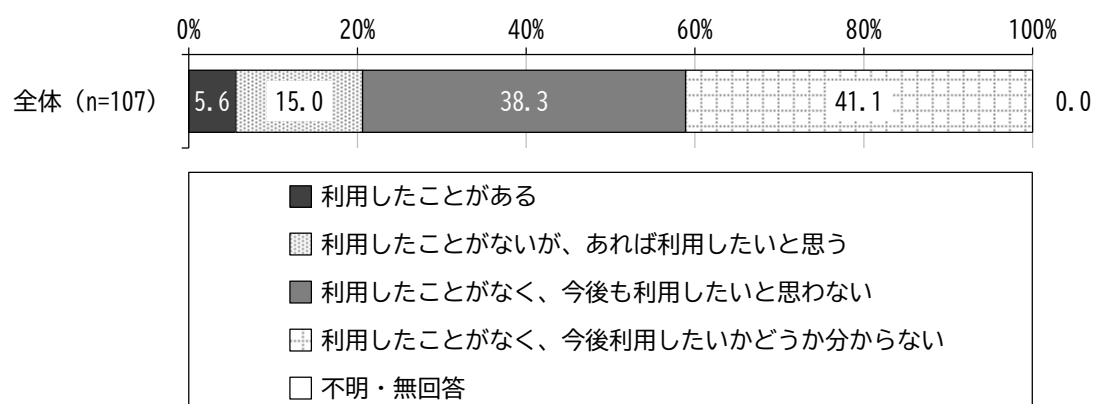 0% 20% 40% 60% 80% 100%
全体（n=107） 5.6 15.0 38.3 41.1 0.0
利用したことがある
利用したことがないが、あれば利用したいと思う
利用したことがなく、今後も利用したいと思わない
利用したことがなく、今後利用したいかどうか分からない
不明・無回答